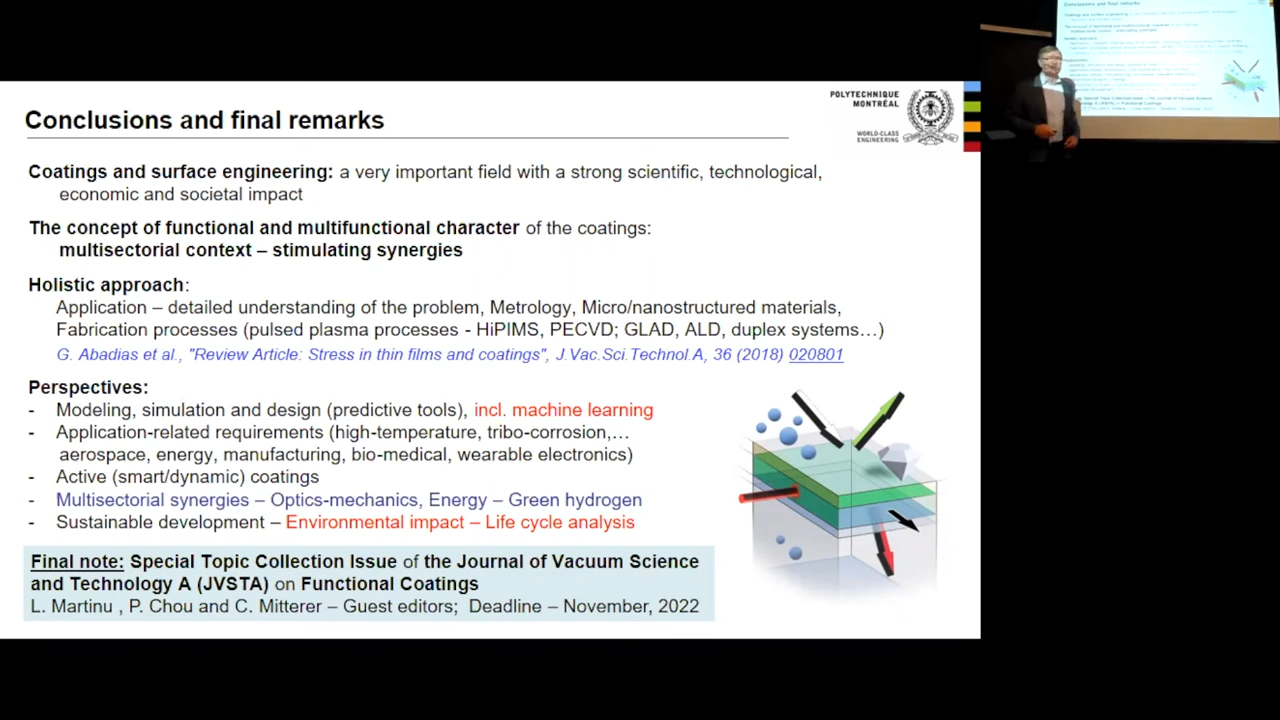 Conclusions and final remarks
POLYTECHNIQUE
MONTRÉAL
WORLD-CLASS
ENGINEERING
Coatings and surface engineering: a very important field with a strong scientific, technological,
economic and societal impact
The concept of functional and multifunctional character of the coatings:
multisectorial context – stimulating synergies
Holistic approach:
Application – detailed understanding of the problem, Metrology, Micro/nanostructured materials,
Fabrication processes (pulsed plasma processes - HiPIMS, PECVD; GLAD, ALD, duplex systems…)
G. Abadias et al., "Review Article: Stress in thin films and coatings", J.Vac.Sci.Technol.A, 36 (2018) 020801
Perspectives:
- Modeling, simulation and design (predictive tools), incl. machine learning
- Application-related requirements (high-temperature, tribo-corrosion,…
aerospace, energy, manufacturing, bio-medical, wearable electronics)
- Active (smart/dynamic) coatings
- Multisectorial synergies – Optics-mechanics, Energy – Green hydrogen
- Sustainable development – Environmental impact – Life cycle analysis
Final note: Special Topic Collection Issue of the Journal of Vacuum Science
and Technology A (JVSTA) on Functional Coatings
L. Martinu , P. Chou and C. Mitterer – Guest editors; Deadline – November, 2022
Conclusions and final remarks